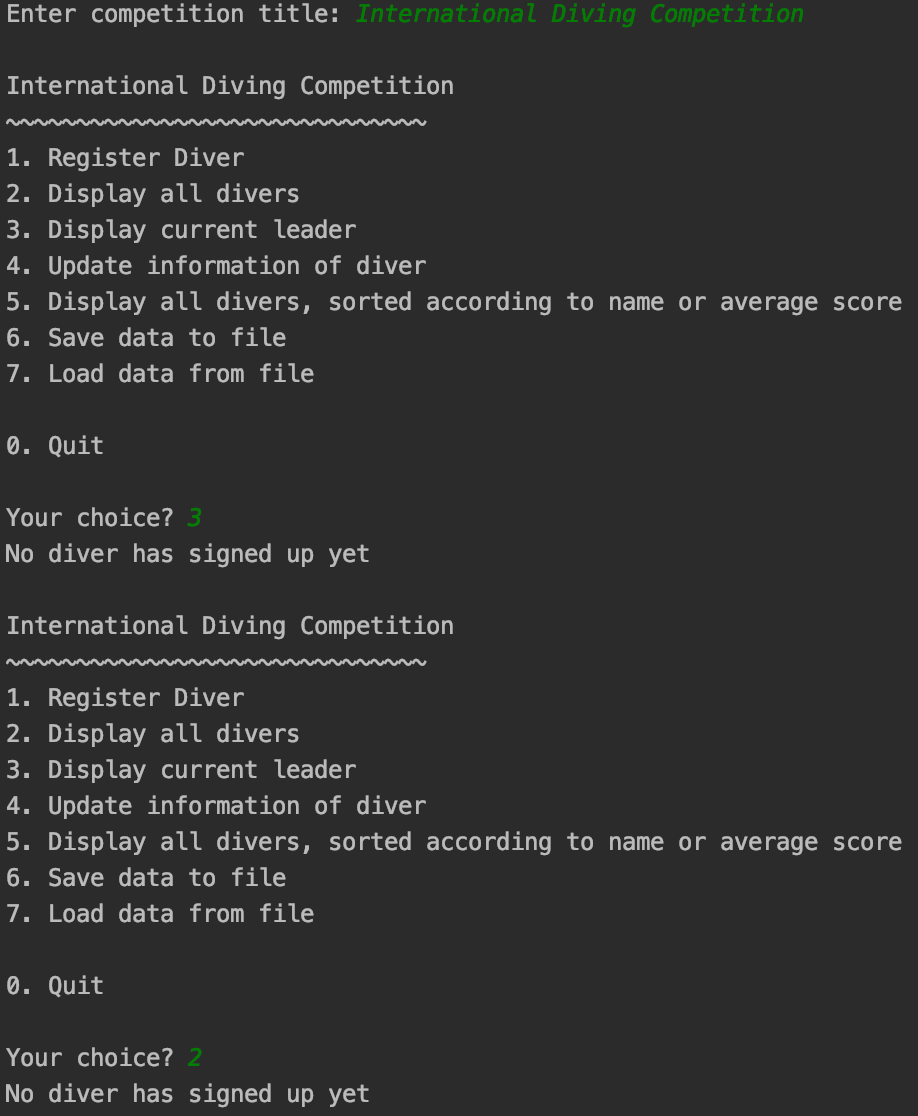 Enter competition title: International Diving Competition
International Diving Competition
~~~~~~~~~~~~~~~~~~~~~~~~~~~~~~
1. Register Diver
2. Display all divers
3. Display current leader
4. Update information of diver
5. Display all divers, sorted according to name or average score
6. Save data to file
7. Load data from file
0. Quit
Your choice? 3
No diver has signed up yet
International Diving Competition
~~~~~~~~~~~~~~~~~~~~~~~~~~~~~~
1. Register Diver
2. Display all divers
3. Display current leader
4. Update information of diver
5. Display all divers, sorted according to name or average score
6. Save data to file
7. Load data from file
0. Quit
Your choice? 2
No diver has signed up yet